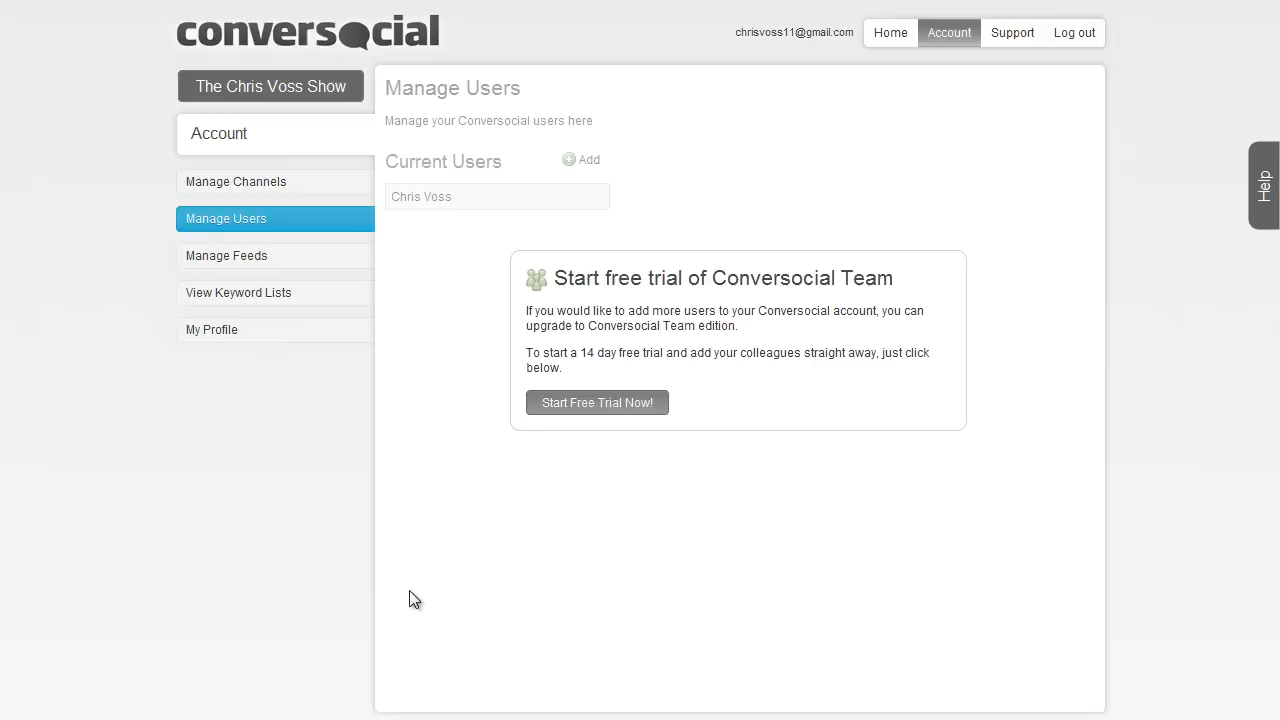 conversocial
chrisvoss11@gmail.com
Home
Account
Support
Log out
The Chris Voss Show
Account
Manage Channels
Manage Users
Manage Feeds
View Keyword Lists
My Profile
Manage Users
Manage your Conversocial users here
Current Users
Add
Chris Voss
Start free trial of Conversocial Team
If you would like to add more users to your Conversocial account, you can
upgrade to Conversocial Team edition.
To start a 14 day free trial and add your colleagues straight away, just click
below.
Start Free Trial Now!
Help